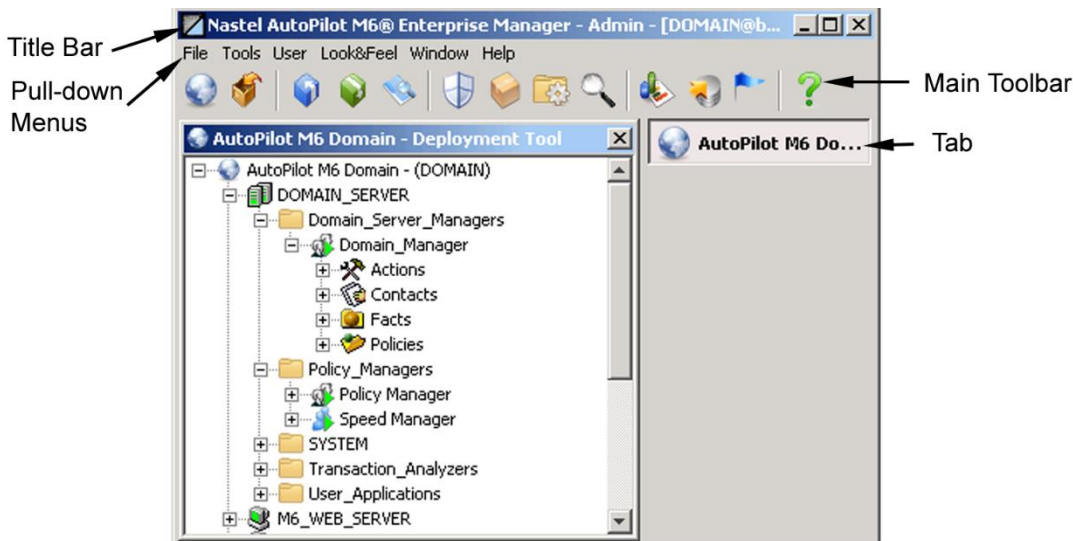 Nastel AutoPilot M6® Enterprise Manager - Admin - [DOMAIN@b...
Title Bar
File Tools User Look&Feel Window Help
Pull-down
Menus
Main Toolbar
AutoPilot M6 Domain - Deployment Tool
AutoPilot M6 Do...
Tab
AutoPilot M6 Domain - (DOMAIN)
DOMAIN_SERVER
Domain_Server_Managers
Domain_Manager
Actions
Contacts
Facts
Policies
Policy_Managers
Policy Manager
Speed Manager
SYSTEM
Transaction_Analyzers
User_Applications
M6_WEB_SERVER